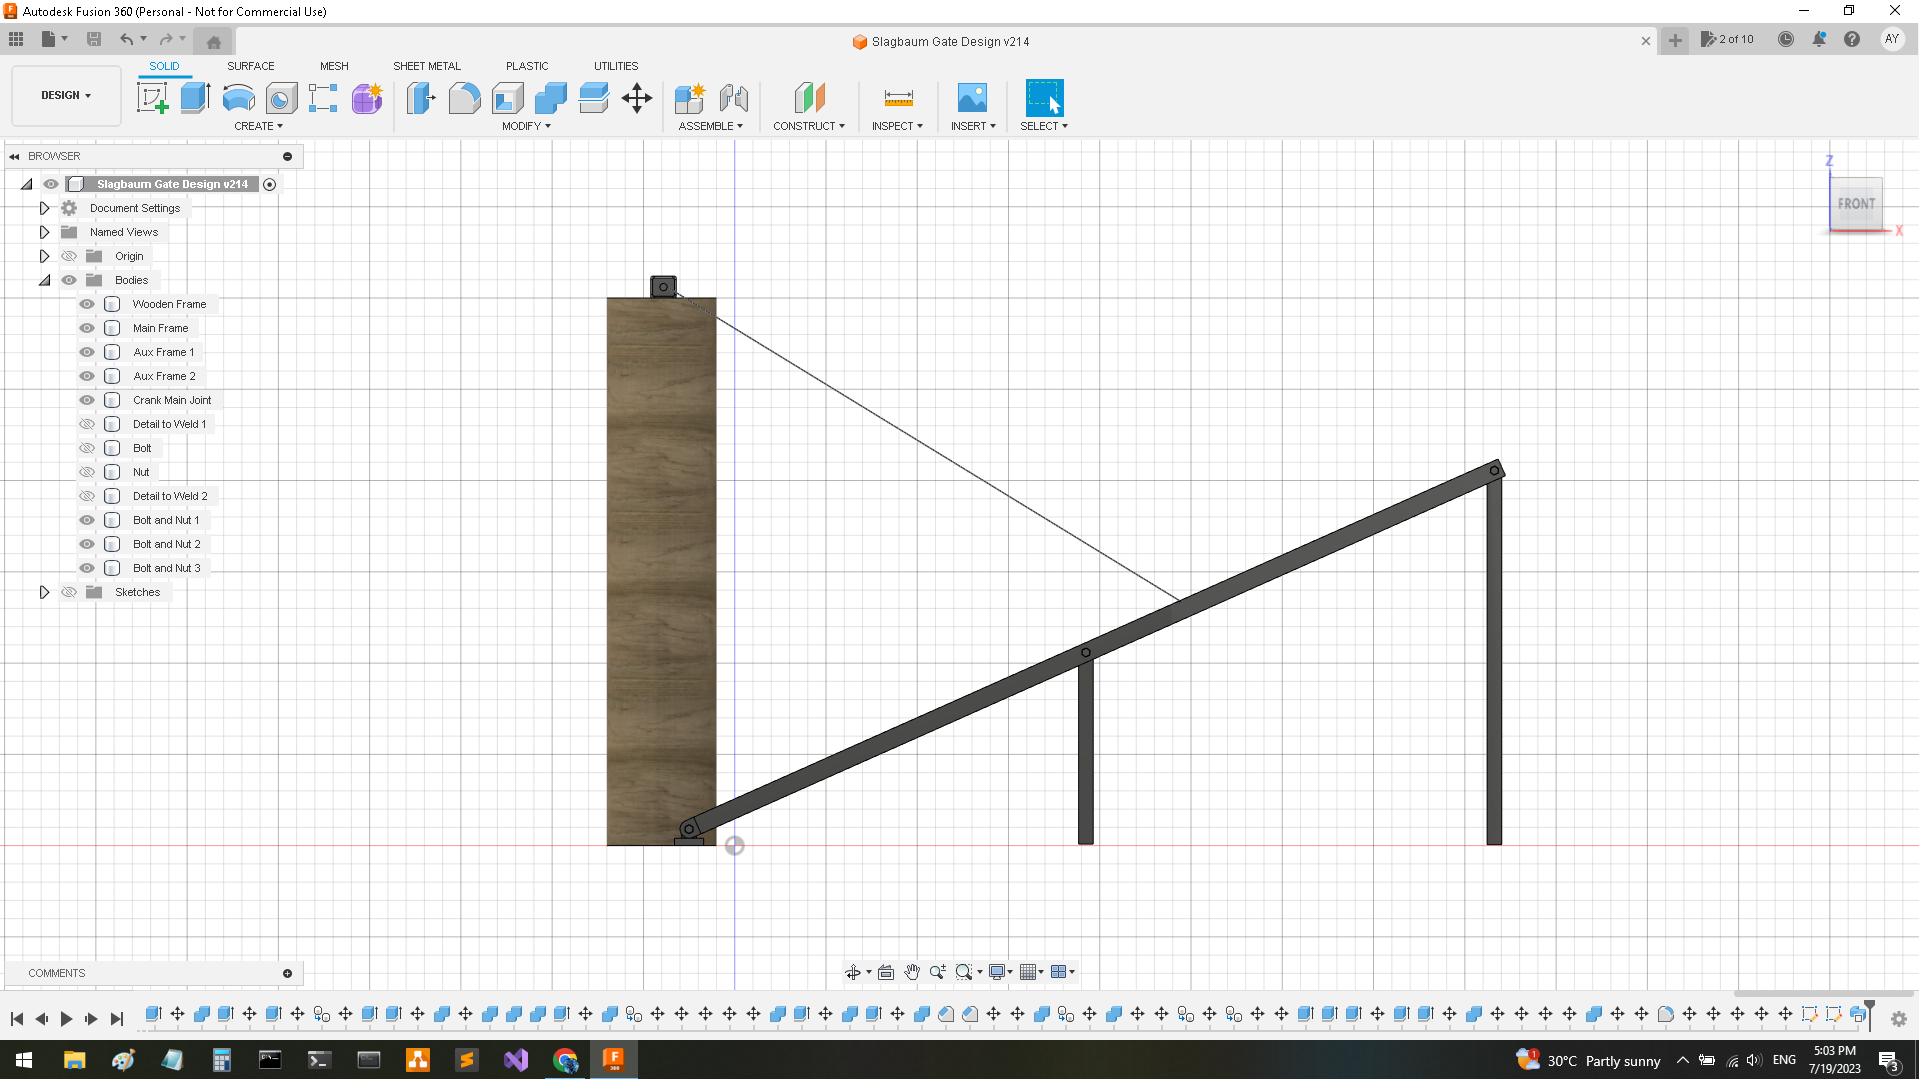 Autodesk Fusion 360 (Personal - Not for Commercial Use)
Slagbaum Gate Design v214
2 of 10
AY
DESIGN
SOLID
SURFACE
MESH
SHEET METAL
PLASTIC
UTILITIES
CREATE
MODIFY
ASSEMBLE
CONSTRUCT
INSPECT
INSERT
SELECT
BROWSER
Slagbaum Gate Design v214
Document Settings
Named Views
Origin
Bodies
Wooden Frame
Main Frame
Aux Frame 1
Aux Frame 2
Crank Main Joint
Detail to Weld 1
Bolt
Nut
Detail to Weld 2
Bolt and Nut 1
Bolt and Nut 2
Bolt and Nut 3
Sketches
Z
FRONT
X
COMMENTS
30°C Partly sunny
ENG
5:03 PM
7/19/2023
3